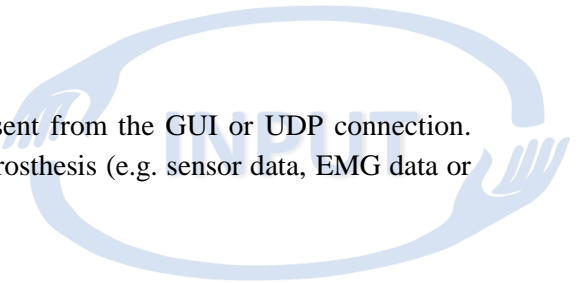 sent from the GUI or UDP connection.
INPUT
rosthesis (e.g. sensor data, EMG data or